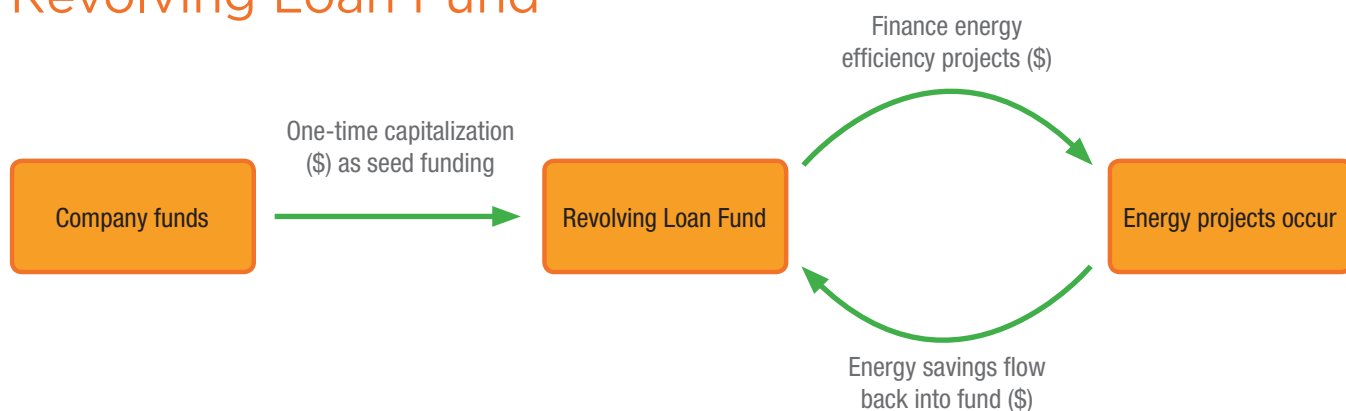 Revolving Loan Fund
Finance energy
efficiency projects ($)
One-time capitalization
($) as seed funding
Company funds
Revolving Loan Fund
Energy projects occur
Energy savings flow
back into fund ($)